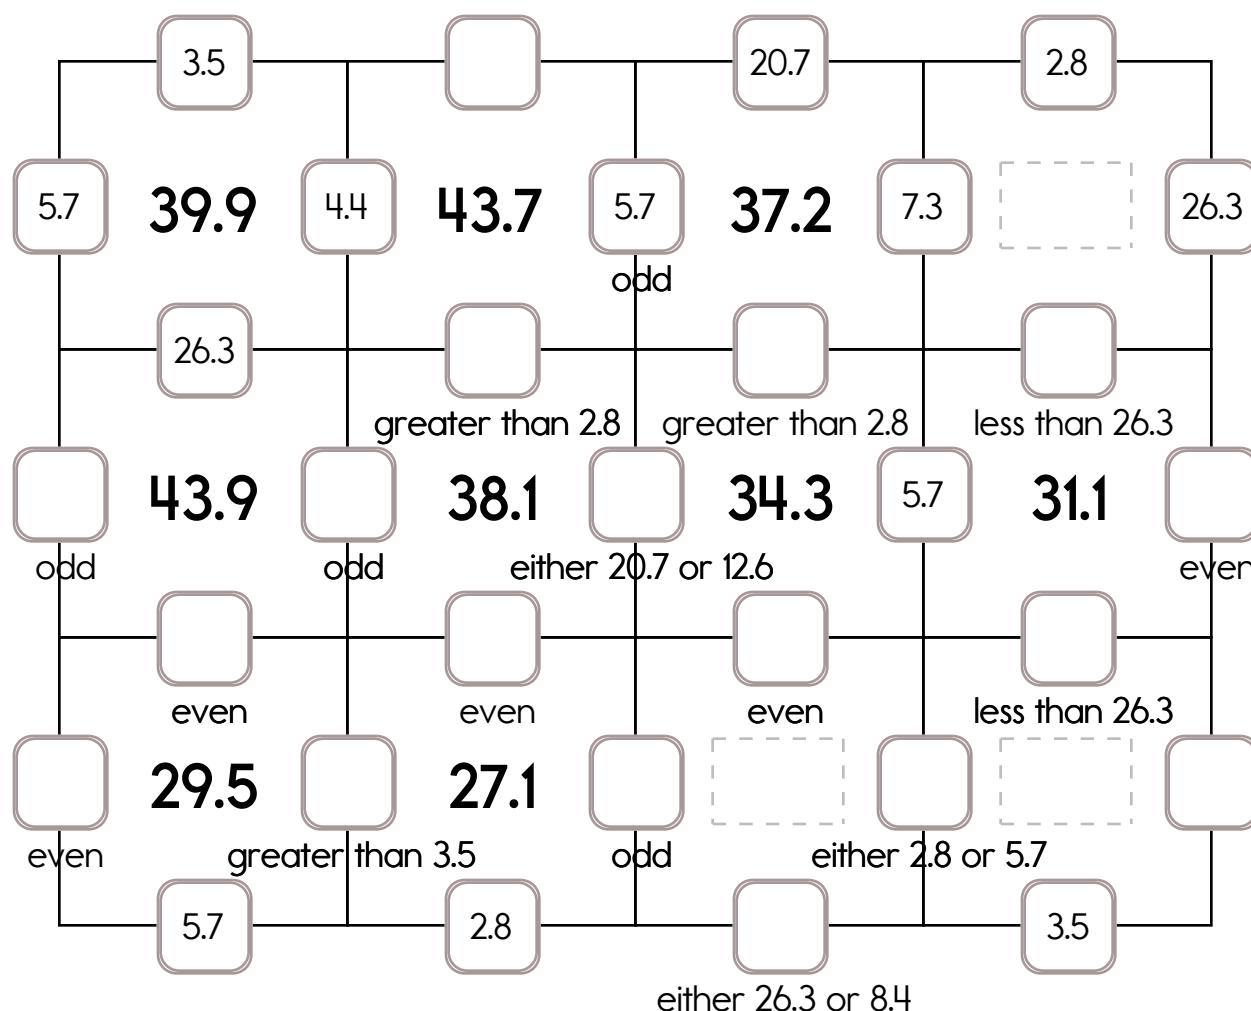 3.5 20.7 2.8
5.7 39.9 4.4 43.7 5.7 37.2 7.3 26.3
odd
26.3
greater than 2.8 greater than 2.8 less than 26.3
43.9 38.1 34.3 5.7 31.1
odd odd either 20.7 or 12.6 even
even even even less than 26.3
29.5 27.1
even greater than 3.5 odd either 2.8 or 5.7
5.7 2.8 3.5
either 26.3 or 8.4